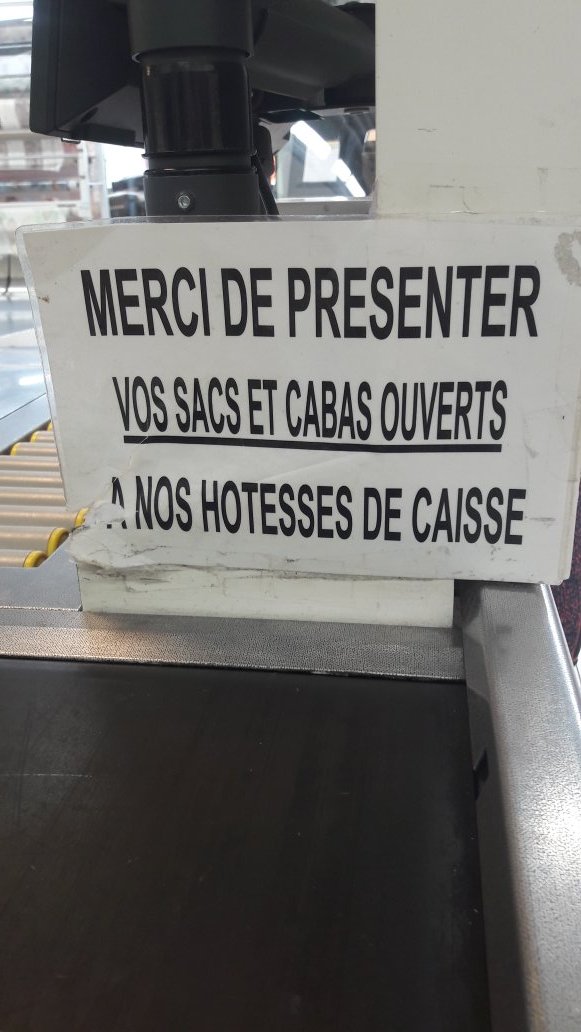 MERCI DE PRESENTER
VOS SACS ET CABAS OUVERTS
A NOS HOTESSES DE CAISSE